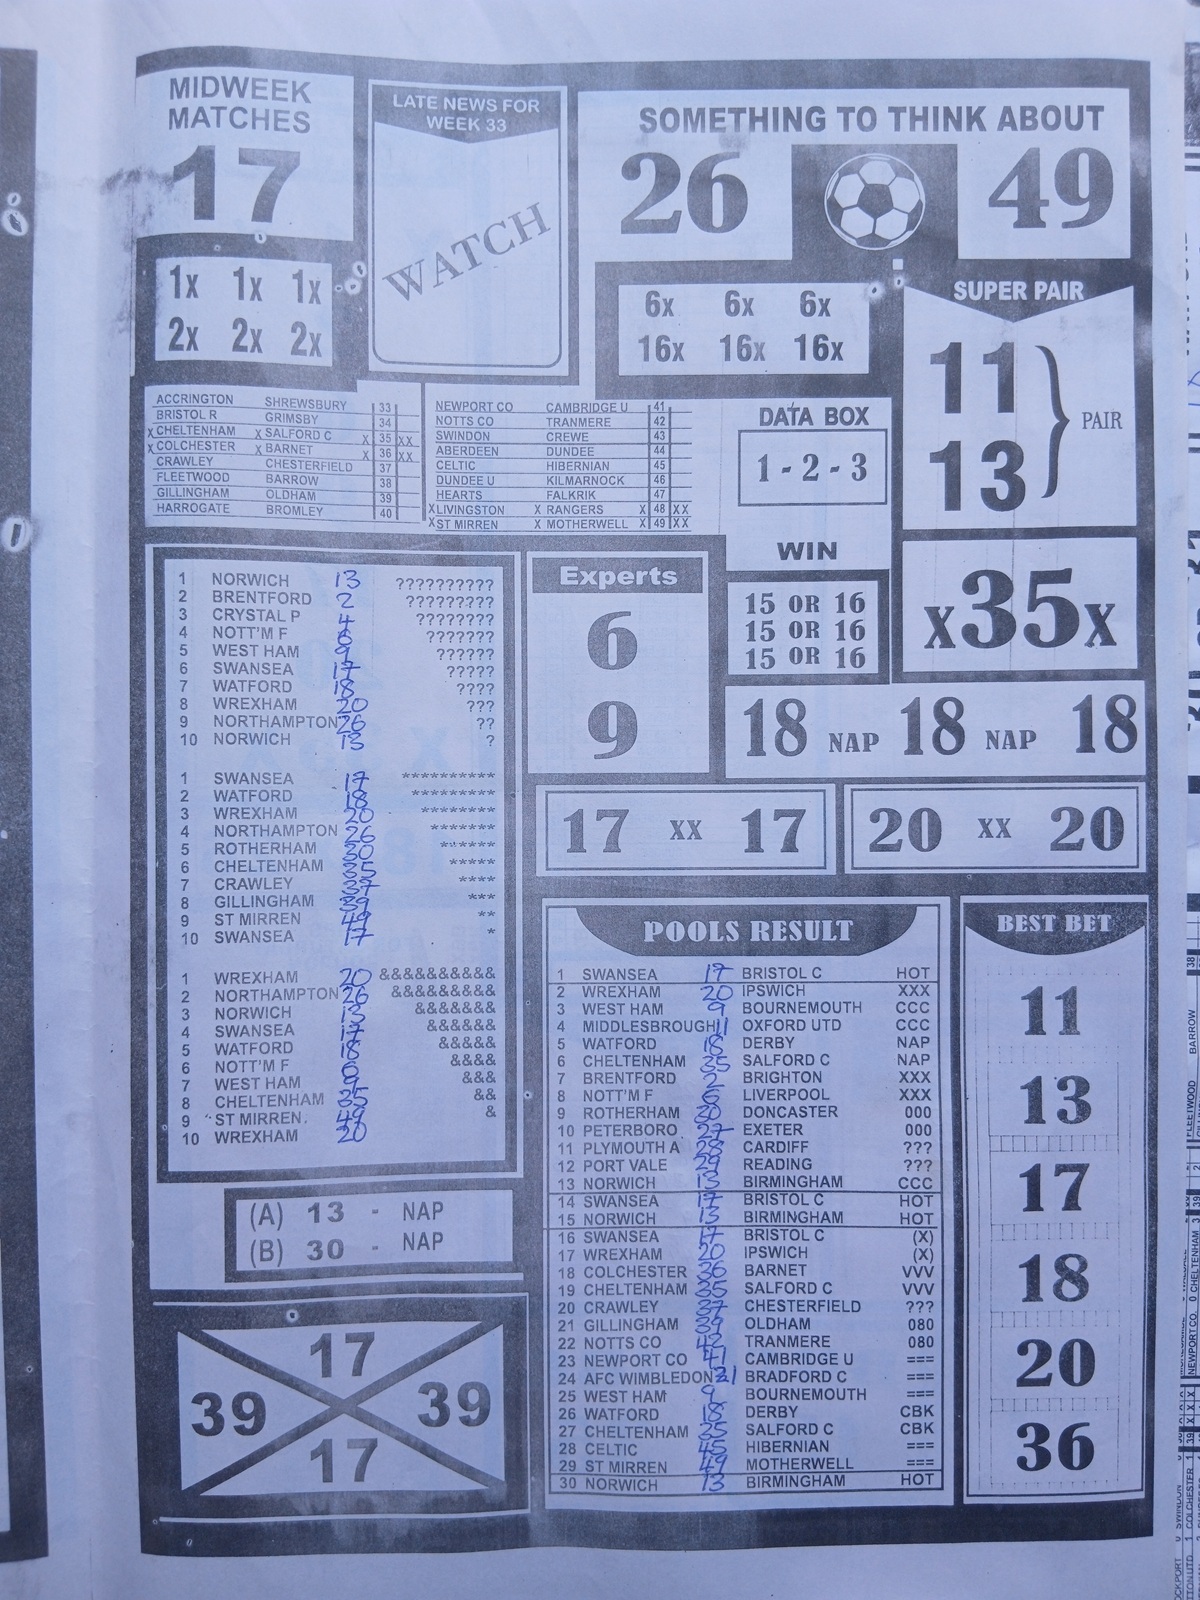 MIDWEEK
MATCHES
17
1x 1x 1x
2x 2x 2x
LATE NEWS FOR
WEEK 33
WATCH
SOMETHING TO THINK ABOUT
26 49
6x 6x 6x
16x 16x 16x
SUPER PAIR
11
13
PAIR
ACCRINGTON SHREWSBURY 33
BRISTOL R GRIMSBY 34
X CHELTENHAM X SALFORD C X 35 XX
X COLCHESTER X BARNET X 36 XX
CRAWLEY CHESTERFIELD 37
FLEETWOOD BARROW 38
GILLINGHAM OLDHAM 39
HARROGATE BROMLEY 40
NEWPORT CO CAMBRIDGE U 41
NOTTS CO TRANMERE 42
SWINDON CREWE 43
ABERDEEN DUNDEE 44
CELTIC HIBERNIAN 45
DUNDEE U KILMARNOCK 46
HEARTS FALKRIK 47
X LIVINGSTON X RANGERS X 48 XX
X ST MIRREN X MOTHERWELL X 49 XX
DATA BOX
1 - 2 - 3
WIN
15 OR 16
15 OR 16
15 OR 16
X35X
1 NORWICH 13 ??????????
2 BRENTFORD 2 ?????????
3 CRYSTAL P 4 ????????
4 NOTT'M F 6 ???????
5 WEST HAM 9 ??????
6 SWANSEA 17 ?????
7 WATFORD 18 ????
8 WREXHAM 20 ???
9 NORTHAMPTON 26 ??
10 NORWICH 13 ?
1 SWANSEA 17 **********
2 WATFORD 18 *********
3 WREXHAM 20 ********
4 NORTHAMPTON 26 *******
5 ROTHERHAM 30 ******
6 CHELTENHAM 35 *****
7 CRAWLEY 37 ****
8 GILLINGHAM 39 ***
9 ST MIRREN 49 **
10 SWANSEA 17 *
1 WREXHAM 20 &&&&&&&&&&
2 NORTHAMPTON 26 &&&&&&&&&
3 NORWICH 13 &&&&&&&
4 SWANSEA 17 &&&&&&
5 WATFORD 18 &&&&&
6 NOTT'M F 6 &&&&
7 WEST HAM 9 &&&
8 CHELTENHAM 35 &&
9 ST MIRREN. 49 &
10 WREXHAM 20
Experts
6
9
18 NAP 18 NAP 18
17 XX 17
20 XX 20
(A) 13 - NAP
(B) 30 - NAP
17
39 39
17
POOLS RESULT
1 SWANSEA 17 BRISTOL C HOT
2 WREXHAM 20 IPSWICH XXX
3 WEST HAM 9 BOURNEMOUTH CCC
4 MIDDLESBROUGH 11 OXFORD UTD CCC
5 WATFORD 18 DERBY NAP
6 CHELTENHAM 35 SALFORD C NAP
7 BRENTFORD 2 BRIGHTON XXX
8 NOTT'M F 6 LIVERPOOL XXX
9 ROTHERHAM 30 DONCASTER 000
10 PETERBORO 27 EXETER 000
11 PLYMOUTH A 28 CARDIFF ???
12 PORT VALE 29 READING ???
13 NORWICH 13 BIRMINGHAM CCC
14 SWANSEA 17 BRISTOL C HOT
15 NORWICH 13 BIRMINGHAM HOT
16 SWANSEA 17 BRISTOL C (X)
17 WREXHAM 20 IPSWICH (X)
18 COLCHESTER 36 BARNET VVV
19 CHELTENHAM 35 SALFORD C VVV
20 CRAWLEY 37 CHESTERFIELD ???
21 GILLINGHAM 39 OLDHAM 080
22 NOTTS CO 42 TRANMERE 080
23 NEWPORT CO 41 CAMBRIDGE U ===
24 AFC WIMBLEDON 21 BRADFORD C ===
25 WEST HAM 9 BOURNEMOUTH ===
26 WATFORD 18 DERBY CBK
27 CHELTENHAM 35 SALFORD C CBK
28 CELTIC 45 HIBERNIAN ===
29 ST MIRREN 49 MOTHERWELL ===
30 NORWICH 13 BIRMINGHAM HOT
BEST BET
11
13
17
18
20
36